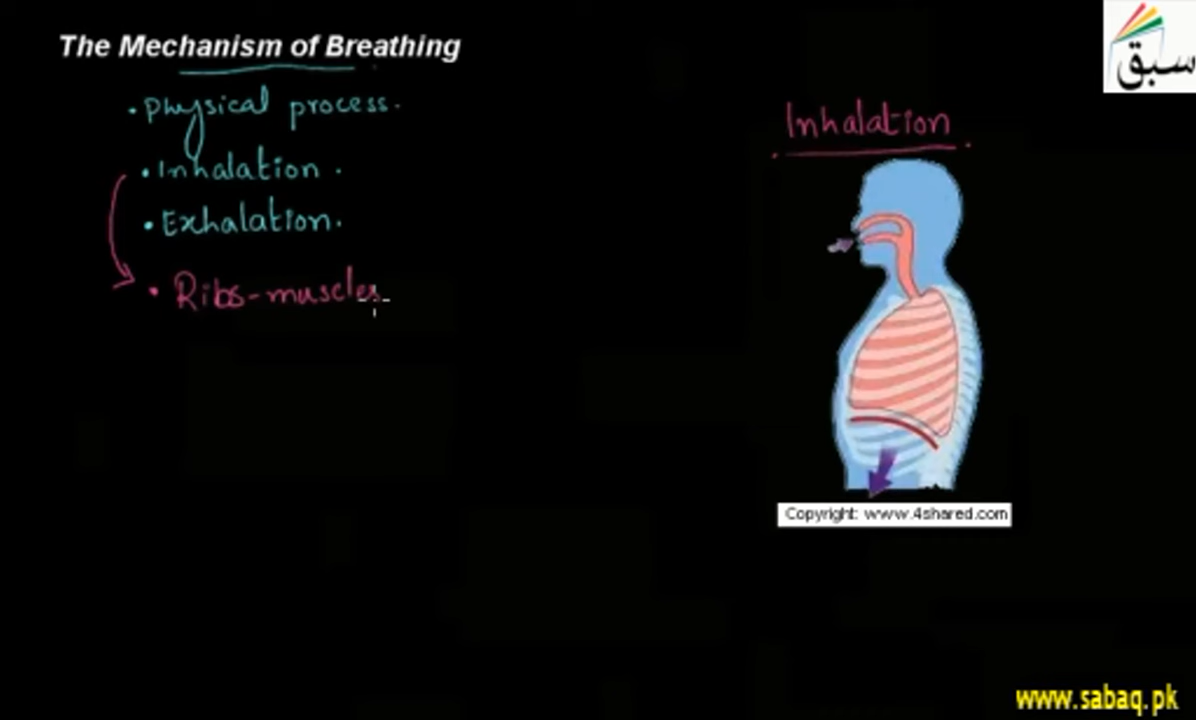 The Mechanism of Breathing
سبق
• Physical process.
Inhalation
• Inhalation.
• Exhalation.
• Ribs-muscles
Copyright: www.4shared.com
www.sabaq.pk